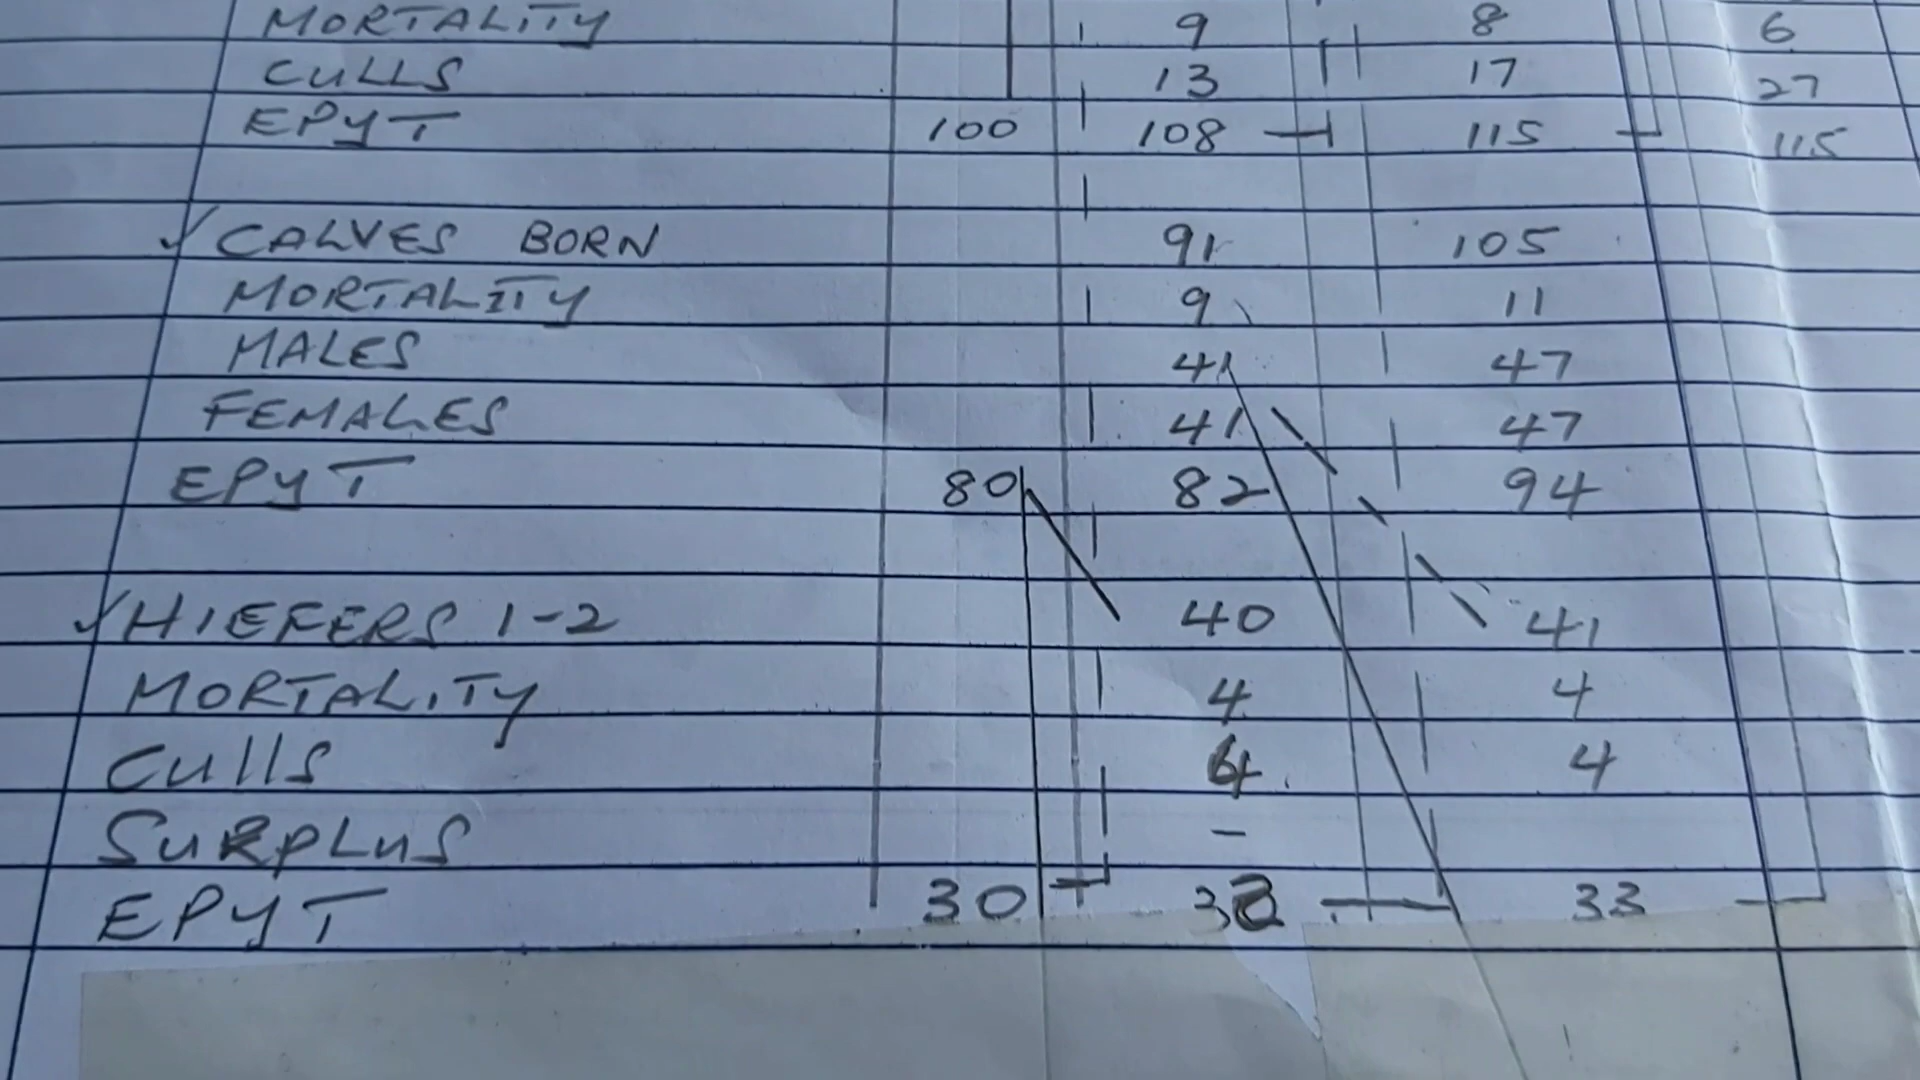 MORTALITY 9 8 6
CULLS 13 17 27
EPYT 100 108 115 115
✓CALVES BORN 91 105
MORTALITY 9 11
MALES 41 47
FEMALES 41 47
EPYT 80 82 94
✓HIEFERS 1-2 40 41
MORTALITY 4 4
Culls 4 4
SURPLUS -
EPYT 30 32 33